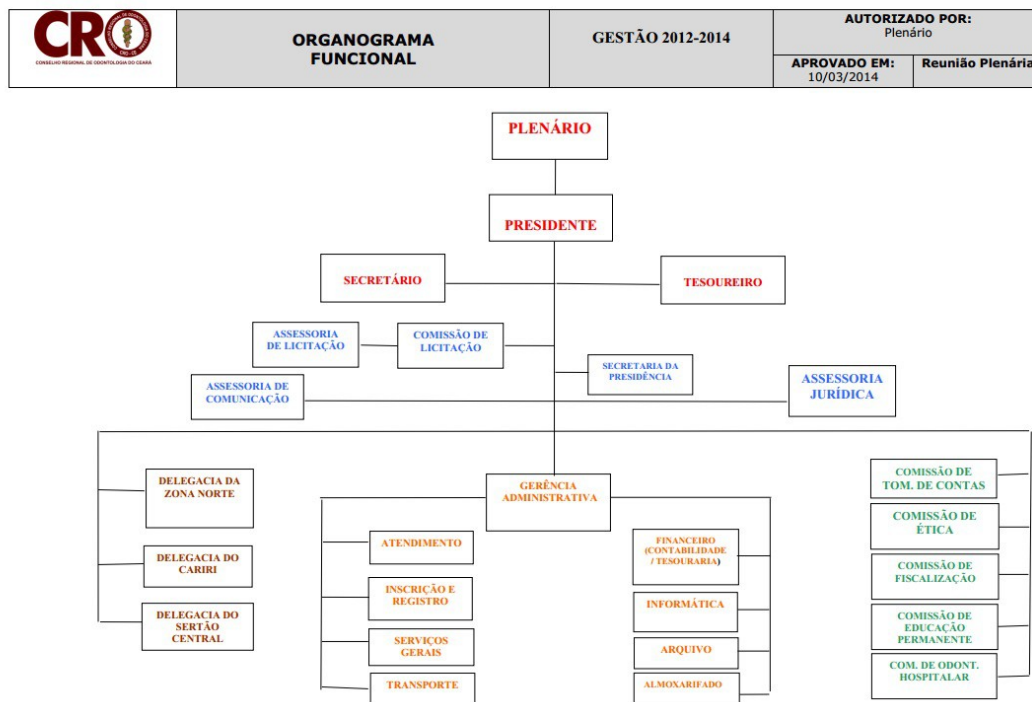 CRO
CONSELHO REGIONAL DE ODONTOLOGIA DO CEARÁ
ORGANOGRAMA
FUNCIONAL
GESTÃO 2012-2014
AUTORIZADO POR:
Plenário
APROVADO EM:
10/03/2014
Reunião Plenária
PLENÁRIO
PRESIDENTE
SECRETÁRIO
TESOUREIRO
ASSESSORIA
DE LICITAÇÃO
COMISSÃO DE
LICITAÇÃO
SECRETARIA DA
PRESIDÊNCIA
ASSESSORIA DE
COMUNICAÇÃO
ASSESSORIA
JURÍDICA
DELEGACIA DA
ZONA NORTE
DELEGACIA DO
CARIRI
DELEGACIA DO
SERTÃO
CENTRAL
GERÊNCIA
ADMINISTRATIVA
ATENDIMENTO
INSCRIÇÃO E
REGISTRO
SERVIÇOS
GERAIS
TRANSPORTE
FINANCEIRO
(CONTABILIDADE
/ TESOURARIA)
INFORMÁTICA
ARQUIVO
ALMOXARIFADO
COMISSÃO DE
TOM. DE CONTAS
COMISSÃO DE
ÉTICA
COMISSÃO DE
FISCALIZAÇÃO
COMISSÃO DE
EDUCAÇÃO
PERMANENTE
COM. DE ODONT.
HOSPITALAR